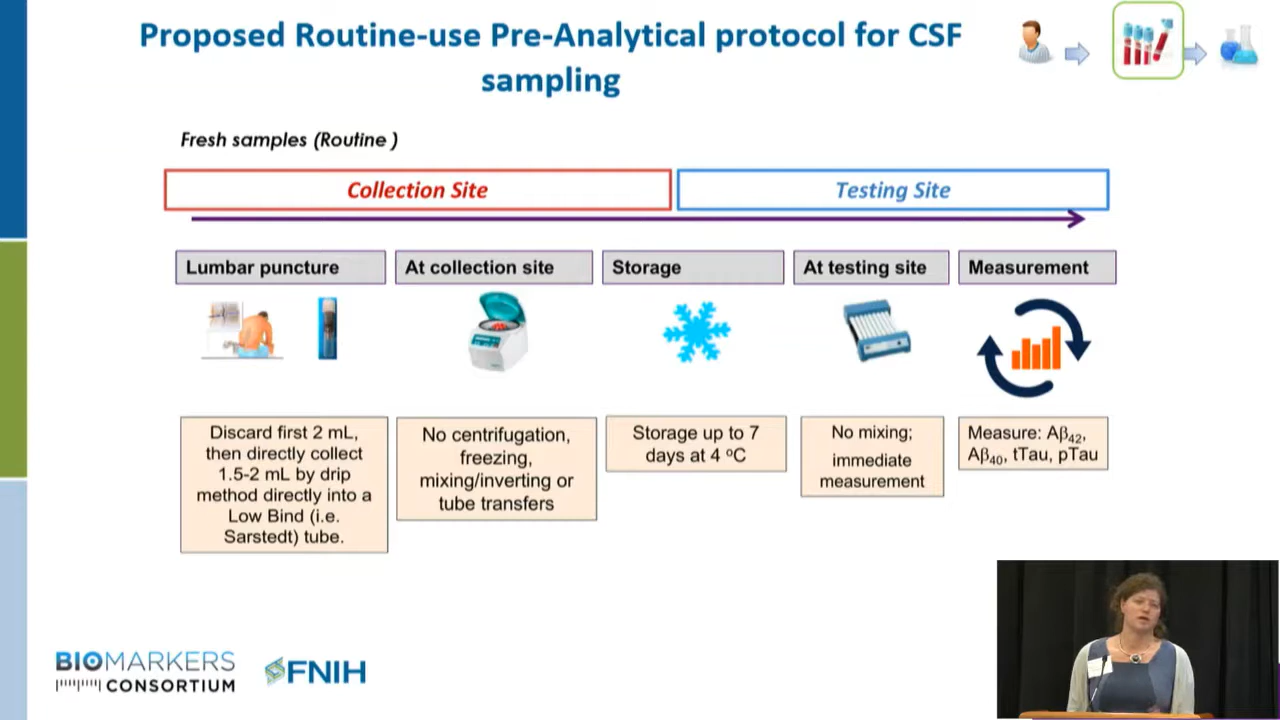 Proposed Routine-use Pre-Analytical protocol for CSF
sampling
Fresh samples (Routine )
Collection Site
Testing Site
Lumbar puncture
At collection site
Storage
At testing site
Measurement
Discard first 2 mL,
then directly collect
1.5-2 mL by drip
method directly into a
Low Bind (i.e.
Sarstedt) tube.
No centrifugation,
freezing,
mixing/inverting or
tube transfers
Storage up to 7
days at 4 ºC
No mixing;
immediate
measurement
Measure: Aβ₄₂,
Aβ₄₀, tTau, pTau
BIOMARKERS
CONSORTIUM
FNIH